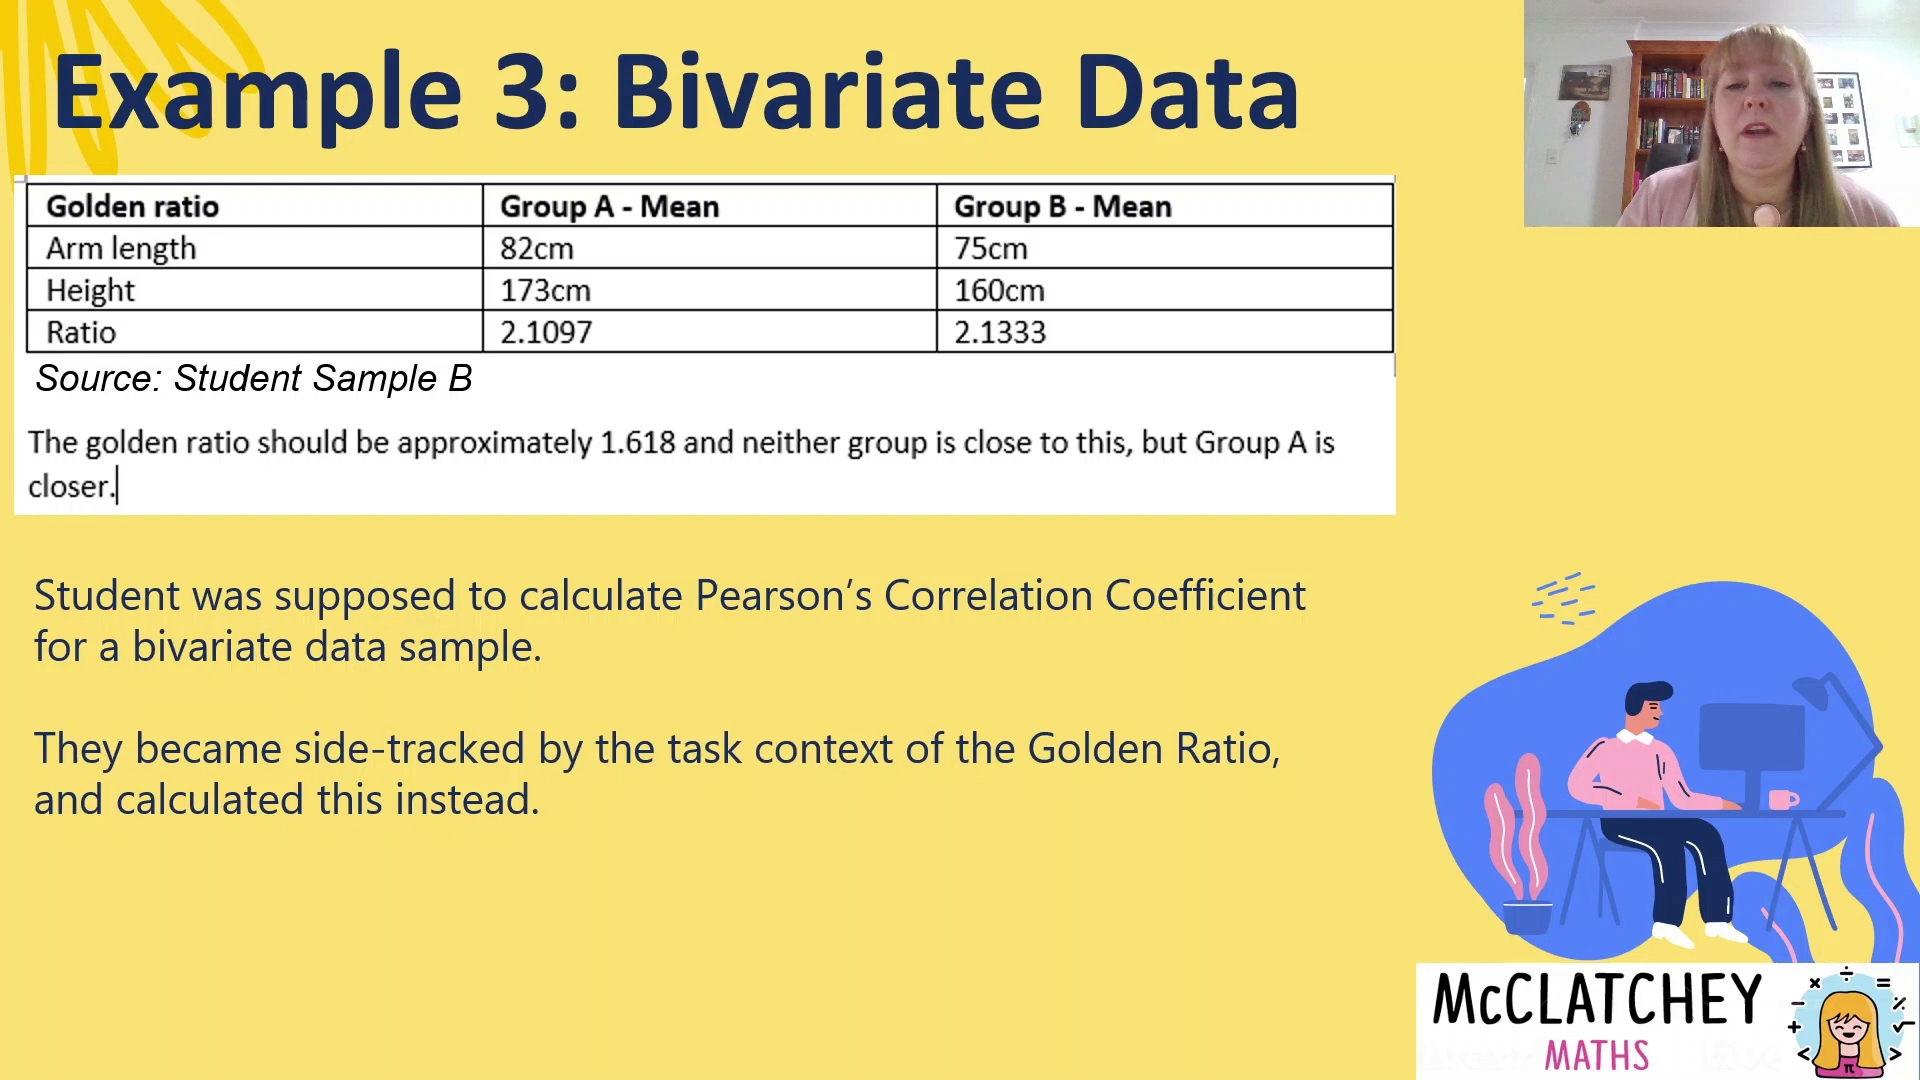 Example 3: Bivariate Data
Golden ratio Group A - Mean Group B - Mean
Arm length 82cm 75cm
Height 173cm 160cm
Ratio 2.1097 2.1333
Source: Student Sample B
The golden ratio should be approximately 1.618 and neither group is close to this, but Group A is
closer.
Student was supposed to calculate Pearson’s Correlation Coefficient
for a bivariate data sample.
They became side-tracked by the task context of the Golden Ratio,
and calculated this instead.
McCLATCHEY
MATHS